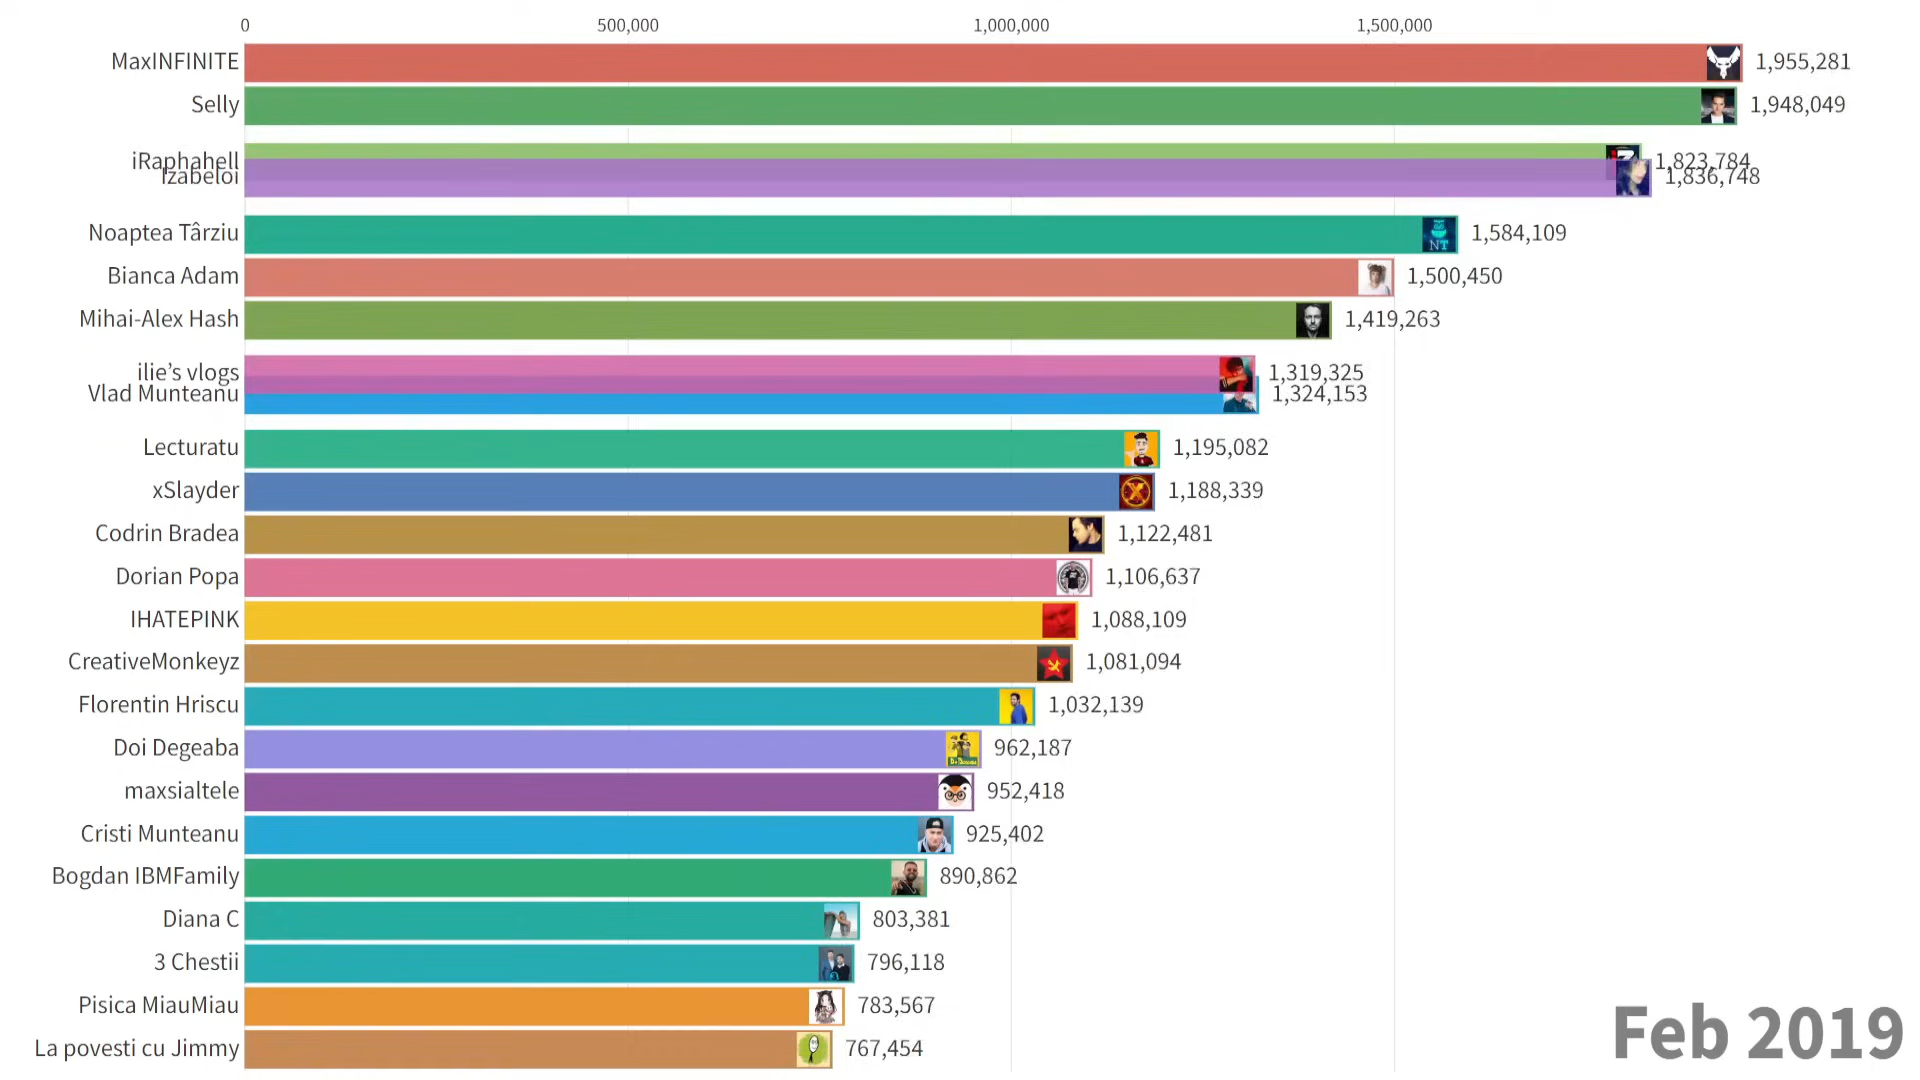 0 500,000 1,000,000 1,500,000
MaxINFINITE 1,955,281
Selly 1,948,049
iRaphahell 1,823,784
Izabeloi 1,836,748
Noaptea Târziu NT 1,584,109
Bianca Adam 1,500,450
Mihai-Alex Hash 1,419,263
ilie’s vlogs 1,319,325
Vlad Munteanu 1,324,153
Lecturatu 1,195,082
xSlayder X 1,188,339
Codrin Bradea 1,122,481
Dorian Popa 1,106,637
IHATEPINK 1,088,109
CreativeMonkeyz 1,081,094
Florentin Hriscu 1,032,139
Doi Degeaba 962,187
maxsialtele 952,418
Cristi Munteanu 925,402
Bogdan IBMFamily 890,862
Diana C 803,381
3 Chestii 796,118
Pisica MiauMiau 783,567
La povesti cu Jimmy 767,454
Feb 2019